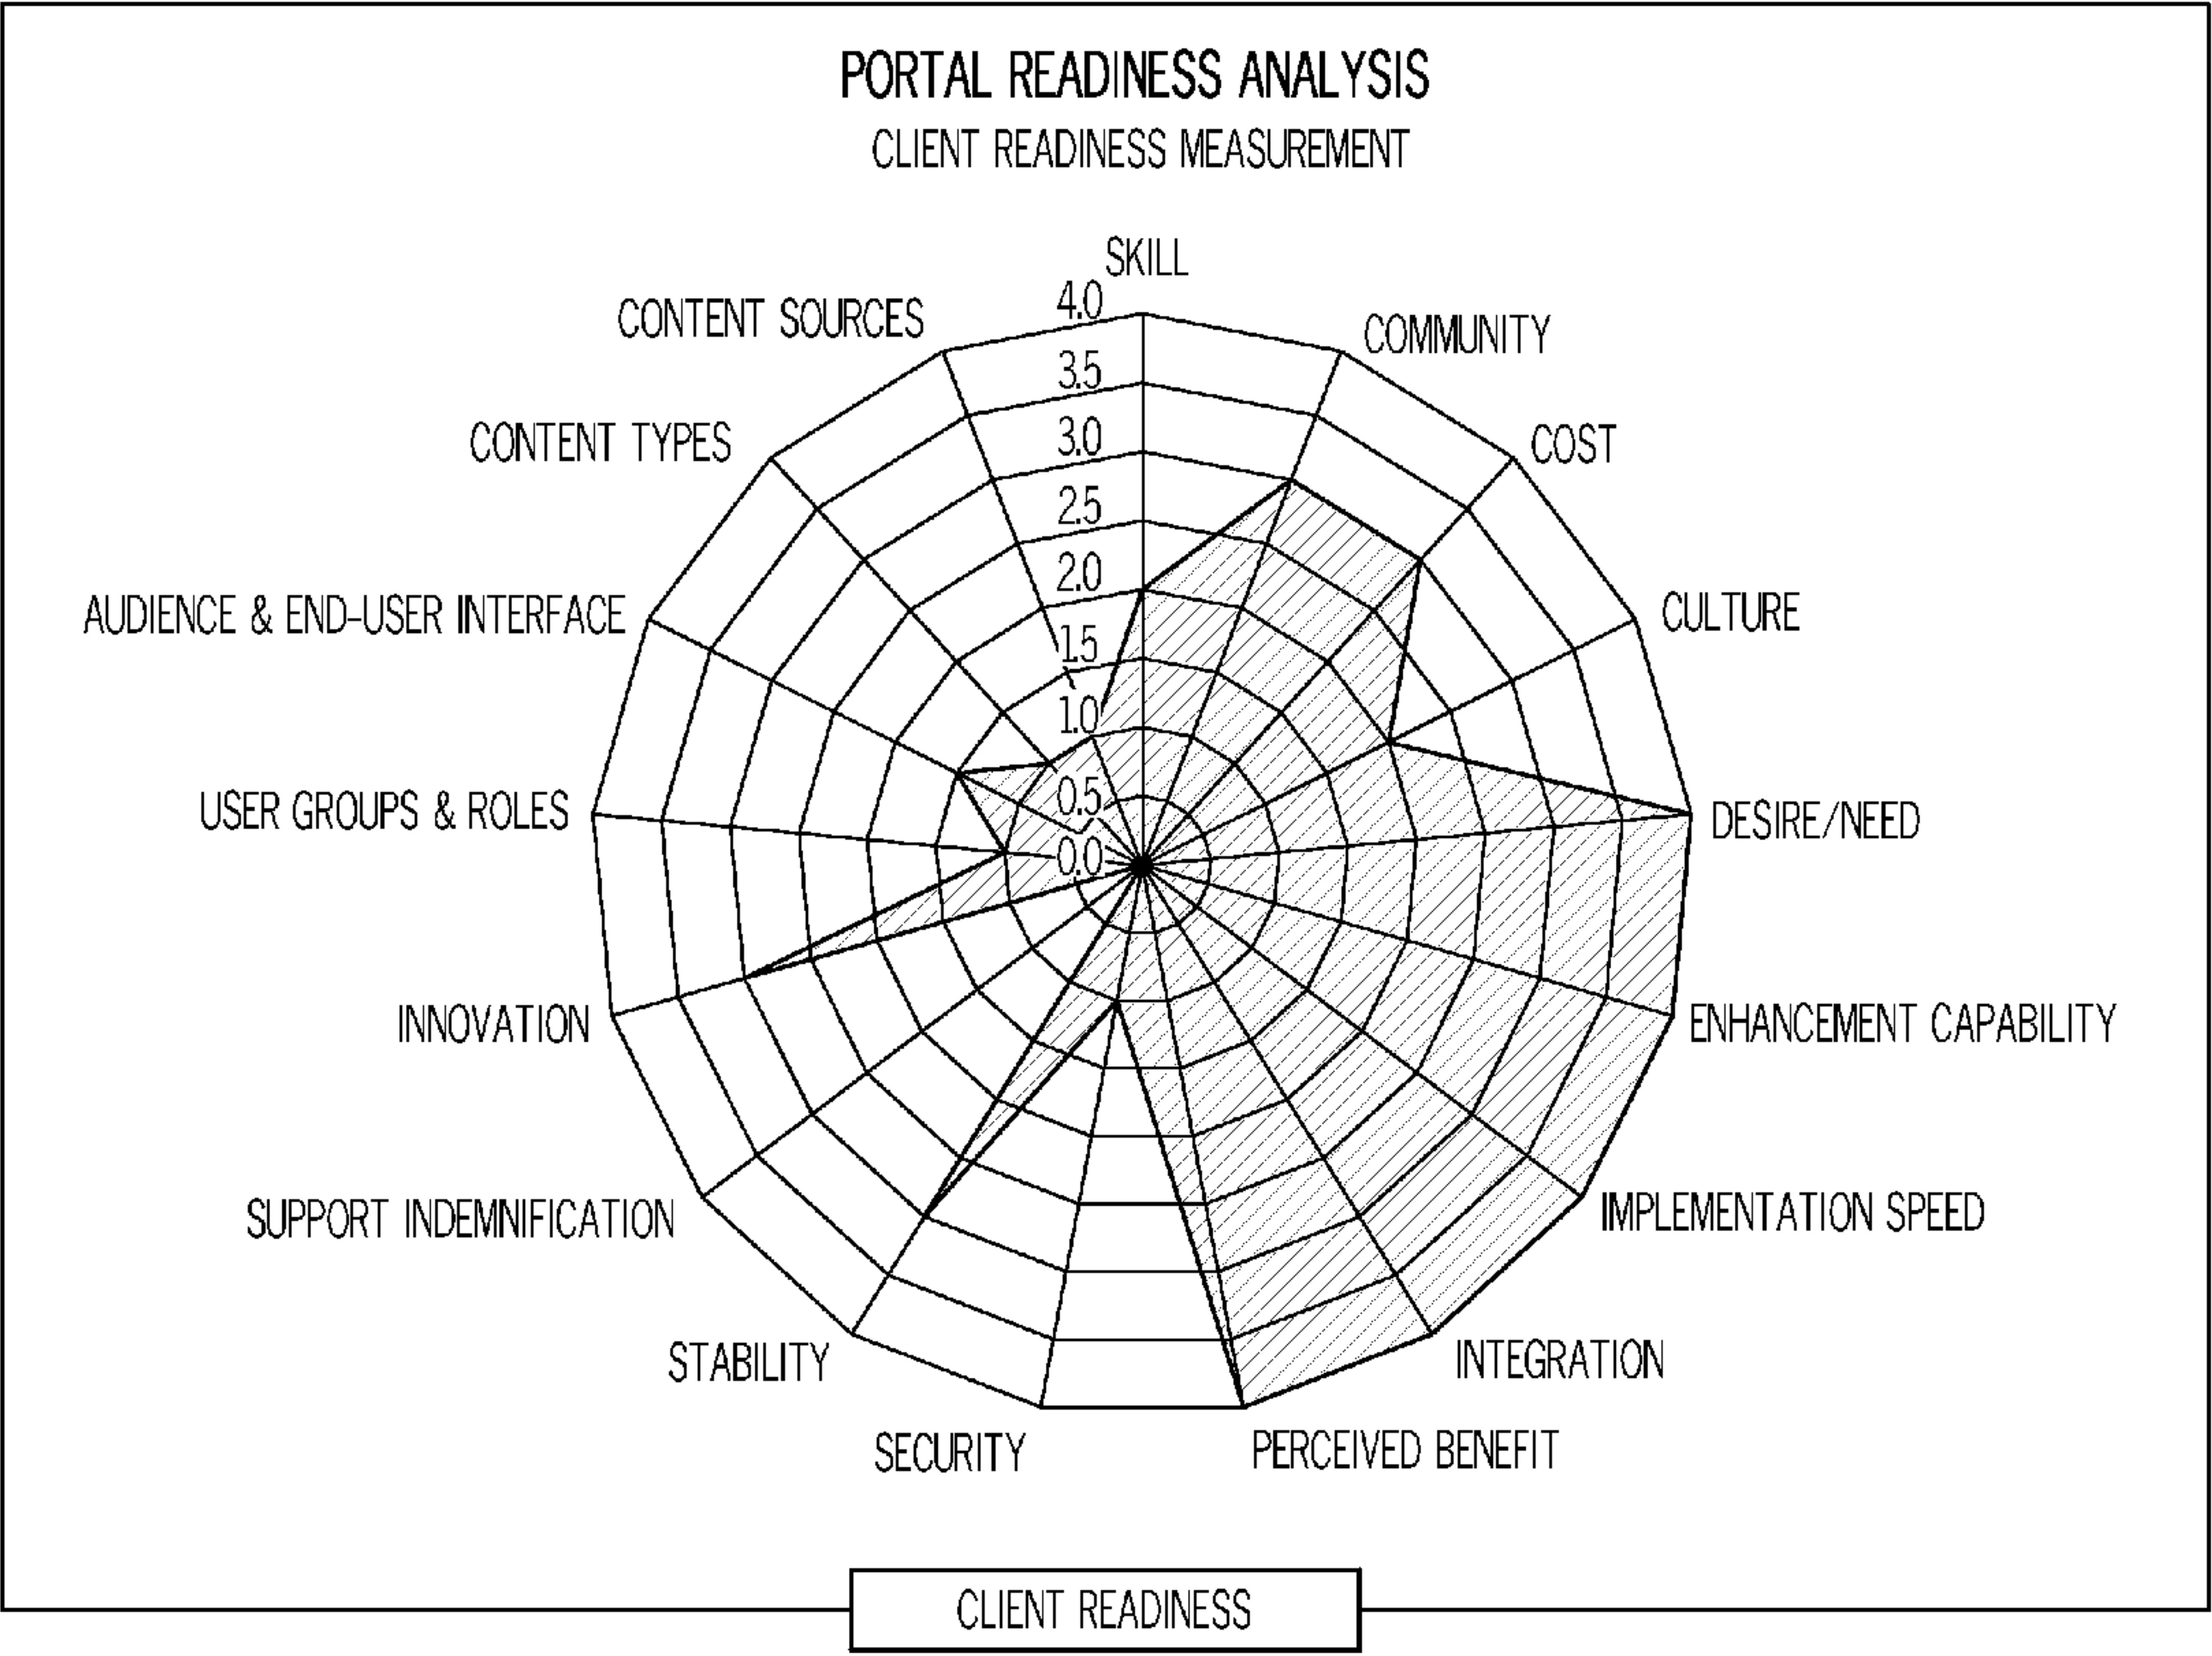 PORTAL READINESS ANALYSIS
CLIENT READINESS MEASUREMENT
SKILL
4.0
CONTENT SOURCES
COMMUNITY
3.5
3.0
CONTENT TYPES
COST
2.5
2.0
AUDIENCE & END-USER INTERFACE
CULTURE
1.5
1.0
0.5
USER GROUPS & ROLES
DESIRE/NEED
0.0
INNOVATION
ENHANCEMENT CAPABILITY
SUPPORT INDEMNIFICATION
IMPLEMENTATION SPEED
STABILITY
INTEGRATION
SECURITY
PERCEIVED BENEFIT
CLIENT READINESS